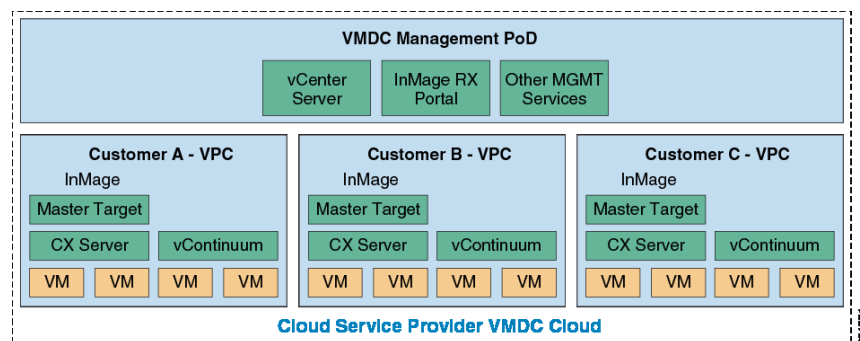 VMDC Management PoD
vCenter Server
InMage RX Portal
Other MGMT Services
Customer A - VPC
InMage
Master Target
CX Server
vContinuum
VM VM VM VM
Customer B - VPC
InMage
Master Target
CX Server
vContinuum
VM VM VM VM
Customer C - VPC
InMage
Master Target
CX Server
vContinuum
VM VM VM VM
Cloud Service Provider VMDC Cloud